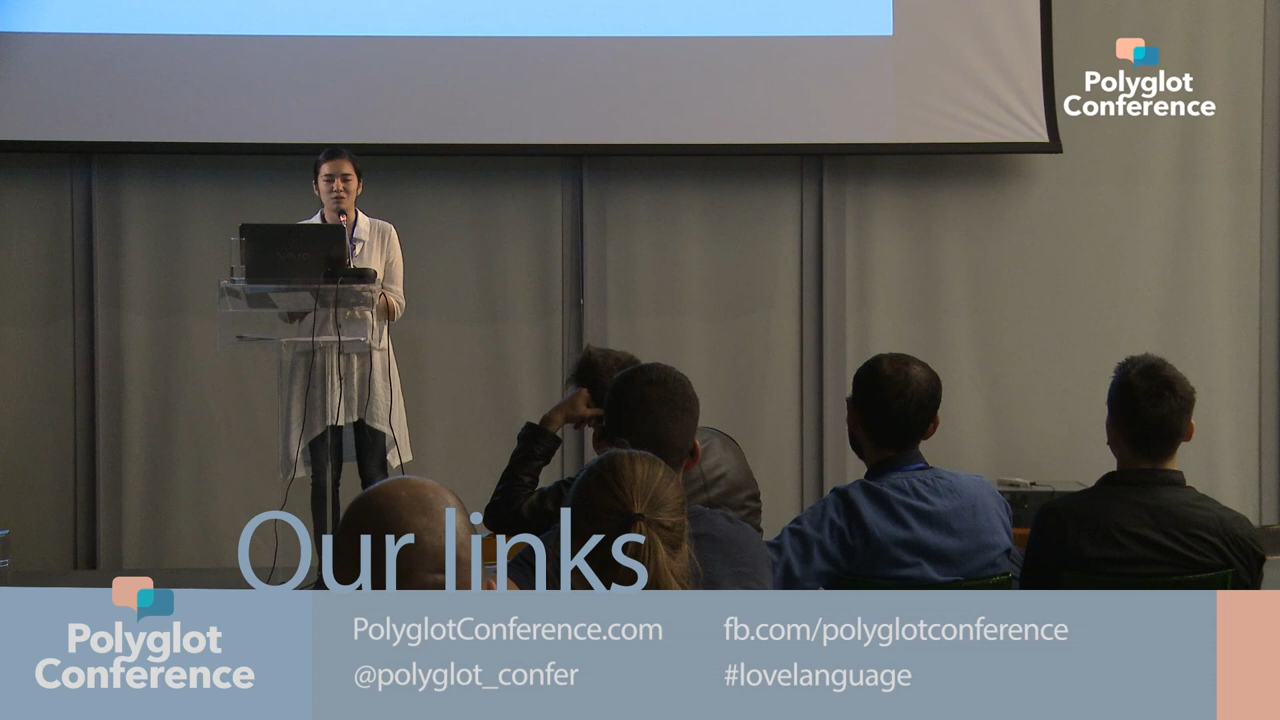 Polyglot
Conference
Our links
Polyglot
Conference
PolyglotConference.com
fb.com/polyglotconference
@polyglot_confer
#lovelanguage